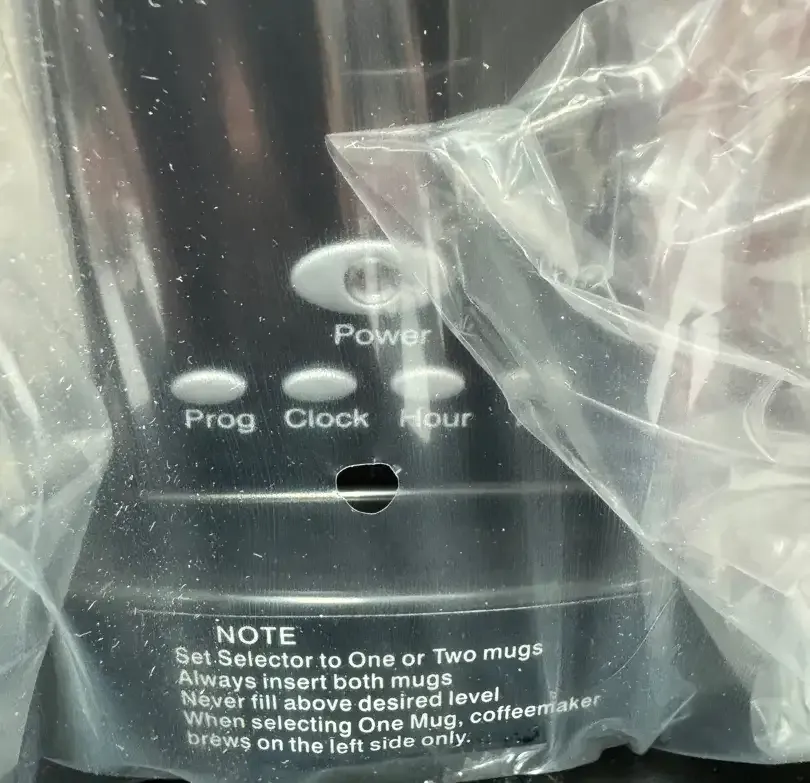 Power
Prog Clock Hour
NOTE
Set Selector to One or Two mugs
Always insert both mugs
Never fill above desired level
When selecting One Mug, coffeemaker
brews on the left side only.